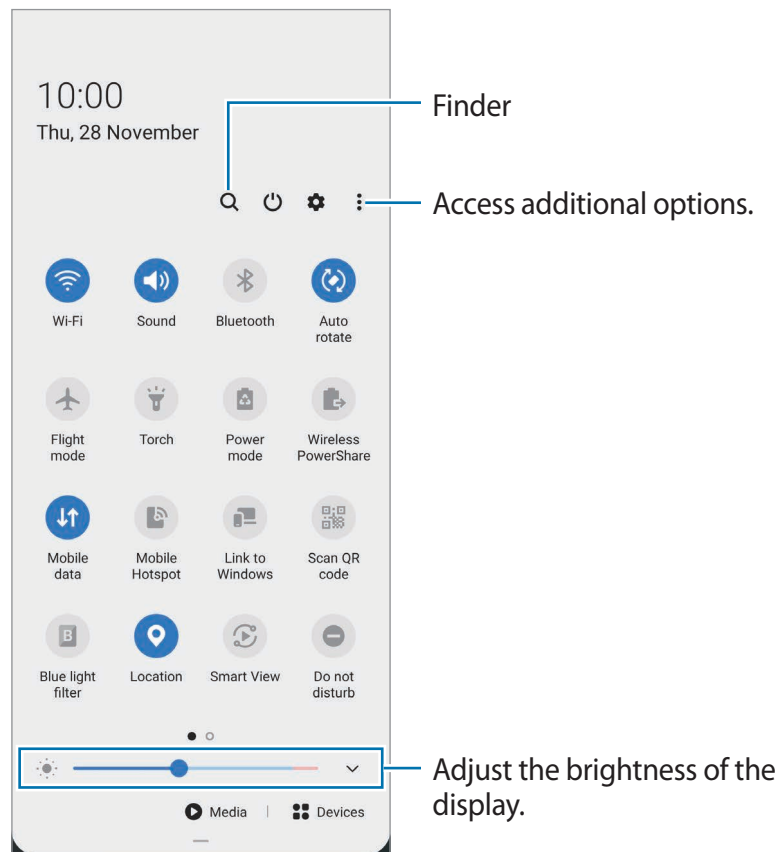 10:00
Thu, 28 November
Finder
Access additional options.
Wi-Fi
Sound
Bluetooth
Auto
rotate
Flight
mode
Torch
Power
mode
Wireless
PowerShare
Mobile
data
Mobile
Hotspot
Link to
Windows
Scan QR
code
B
Blue light
filter
Location
Smart View
Do not
disturb
Adjust the brightness of the
display.
Media | Devices